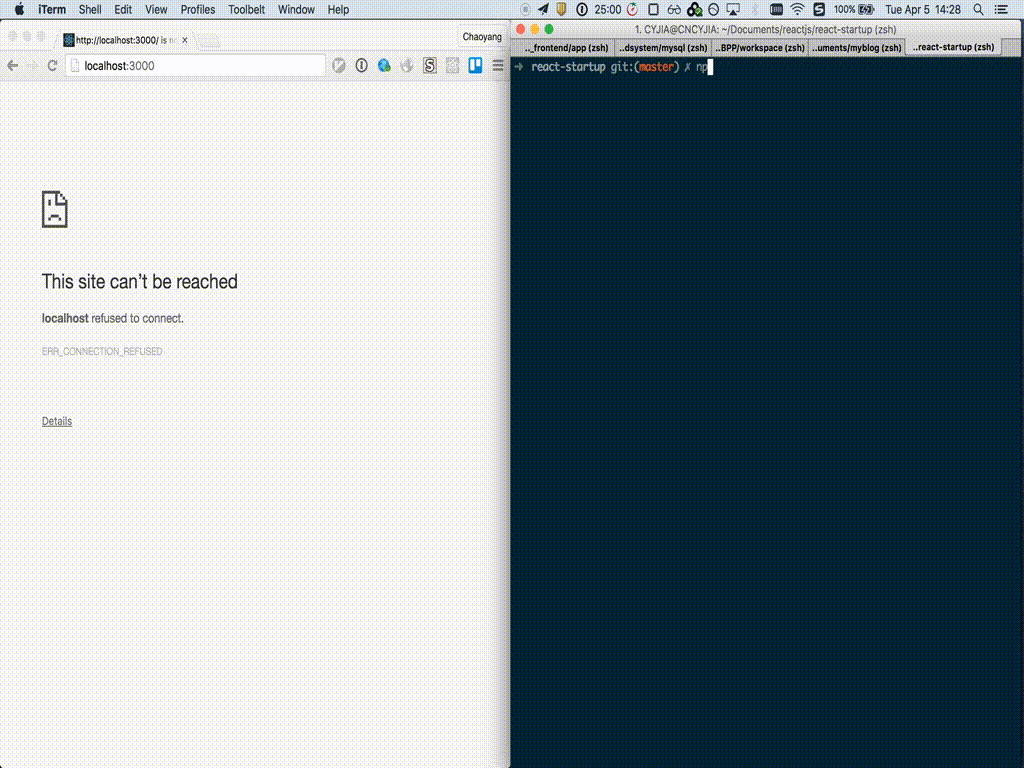 iTerm Shell Edit View Profiles Toolbelt Window Help 25:00 100% Tue Apr 5 14:28
http://localhost:3000/ is
Chaoyang
localhost:3000
This site can't be reached
localhost refused to connect.
ERR_CONNECTION_REFUSED
Details
1. CYJIA@CNCYJIA: ~/Documents/reactjs/react-startup (zsh)
.._frontend/app (zsh) ..dsystem/mysql (zsh) ..BPP/workspace (zsh) ..uments/myblog (zsh) ..react-startup (zsh)
→ react-startup git:(master) ✗ np